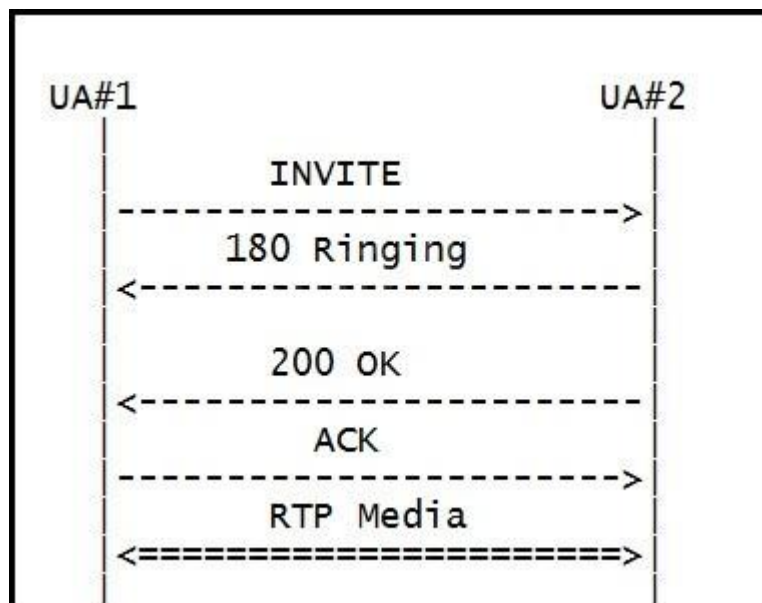 UA#1 UA#2
INVITE
180 Ringing
200 OK
ACK
RTP Media